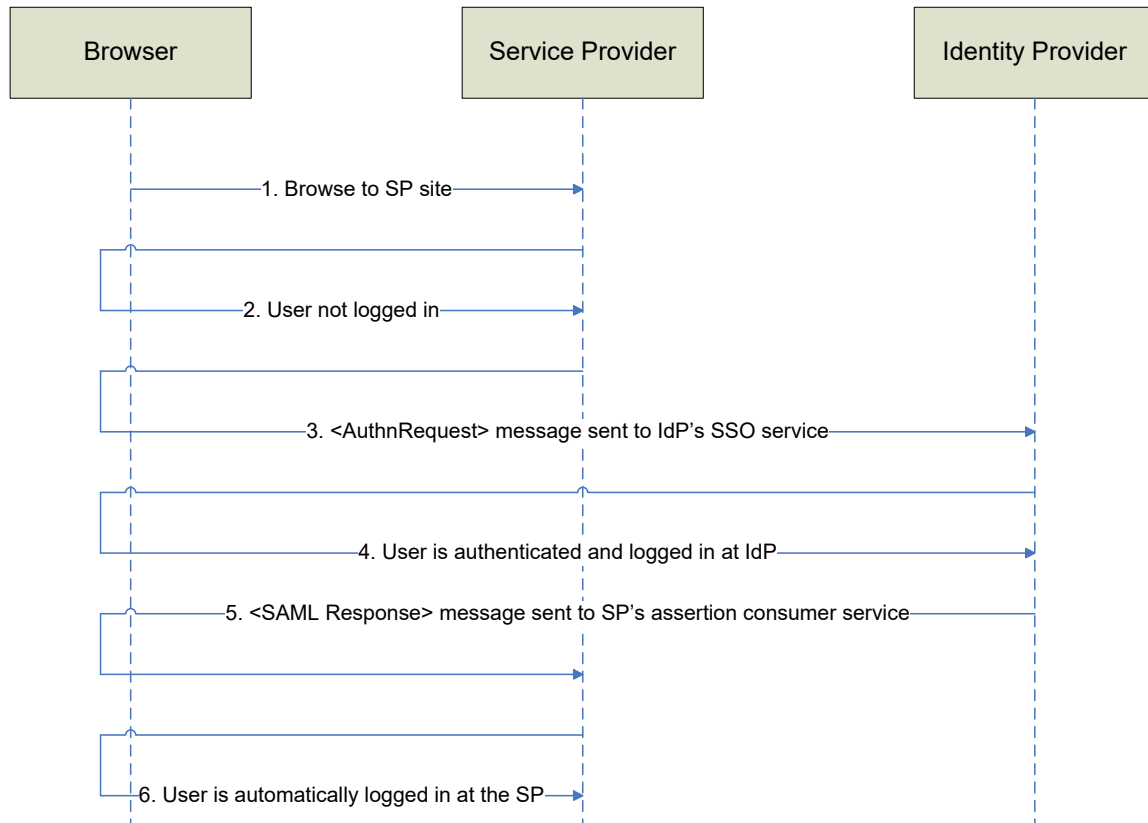 Browser
Service Provider
Identity Provider
1. Browse to SP site
2. User not logged in
3. <AuthnRequest> message sent to IdP’s SSO service
4. User is authenticated and logged in at IdP
5. <SAML Response> message sent to SP’s assertion consumer service
6. User is automatically logged in at the SP